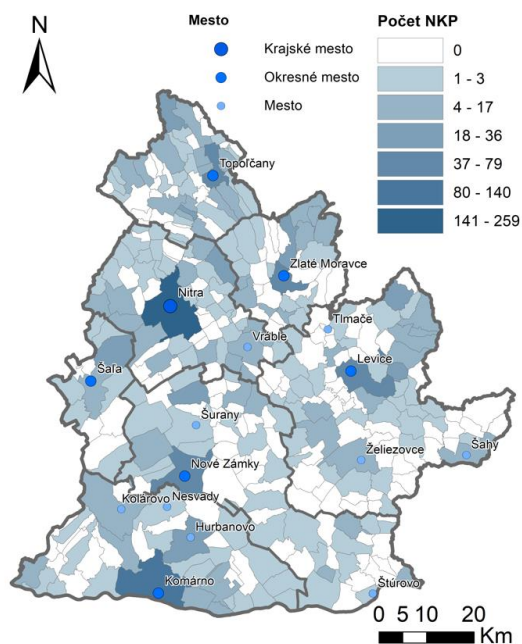 N
Mesto
Krajské mesto
Okresné mesto
Mesto
Počet NKP
0
1 - 3
4 - 17
18 - 36
37 - 79
80 - 140
141 - 259
Topoľčany
Zlaté Moravce
Nitra
Tlmače
Vráble
Levice
Šaľa
Šurany
Želiezovce
Šahy
Nové Zámky
Kolárovo
Nesvady
Hurbanovo
Komárno
Štúrovo
0 5 10 20
Km